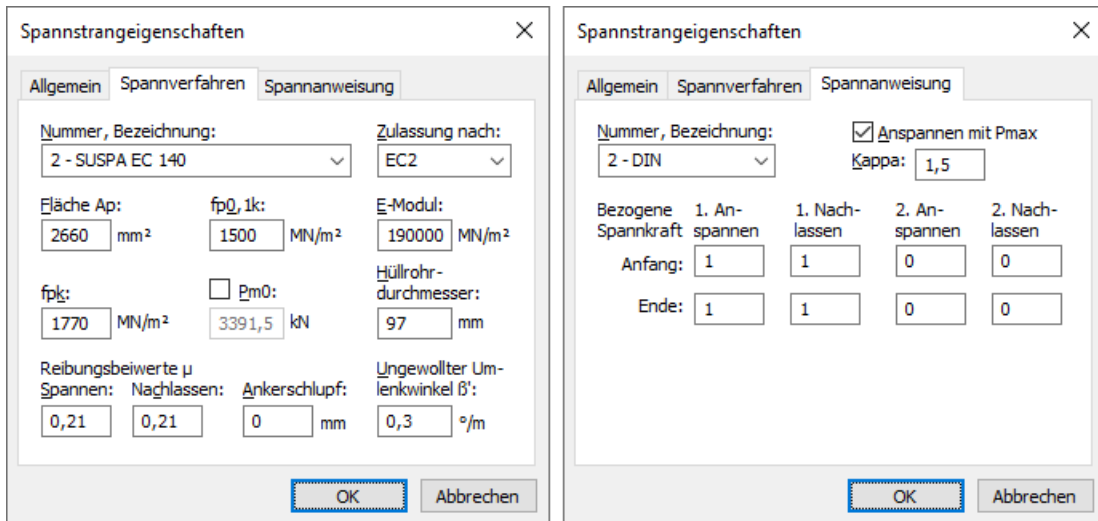 Spannstrangeigenschaften
Allgemein Spannverfahren Spannanweisung
Nummer, Bezeichnung: Zulassung nach:
2 - SUSPA EC 140 EC2
Fläche Ap: fp0,1k: E-Modul:
2660 mm² 1500 MN/m² 190000 MN/m²
Hüllrohr-
fpk: Pm0: durchmesser:
1770 MN/m² 3391,5 kN 97 mm
Reibungsbeiwerte µ Ungewollter Um-
Spannen: Nachlassen: Ankerschlupf: lenkwinkel ß':
0,21 0,21 0 mm 0,3 °/m
OK Abbrechen
Spannstrangeigenschaften
Allgemein Spannverfahren Spannanweisung
Nummer, Bezeichnung: Anspannen mit Pmax
2 - DIN Kappa: 1,5
Bezogene 1. An- 1. Nach- 2. An- 2. Nach-
Spannkraft spannen lassen spannen lassen
Anfang: 1 1 0 0
Ende: 1 1 0 0
OK Abbrechen